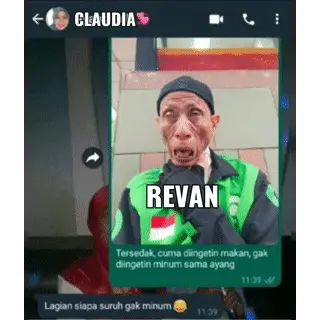 CLAUDIA
REVAN
Tersedak, cuma diingetin makan, gak
diingetin minum sama ayang
11:39
Lagian siapa suruh gak minum 😂
11:39